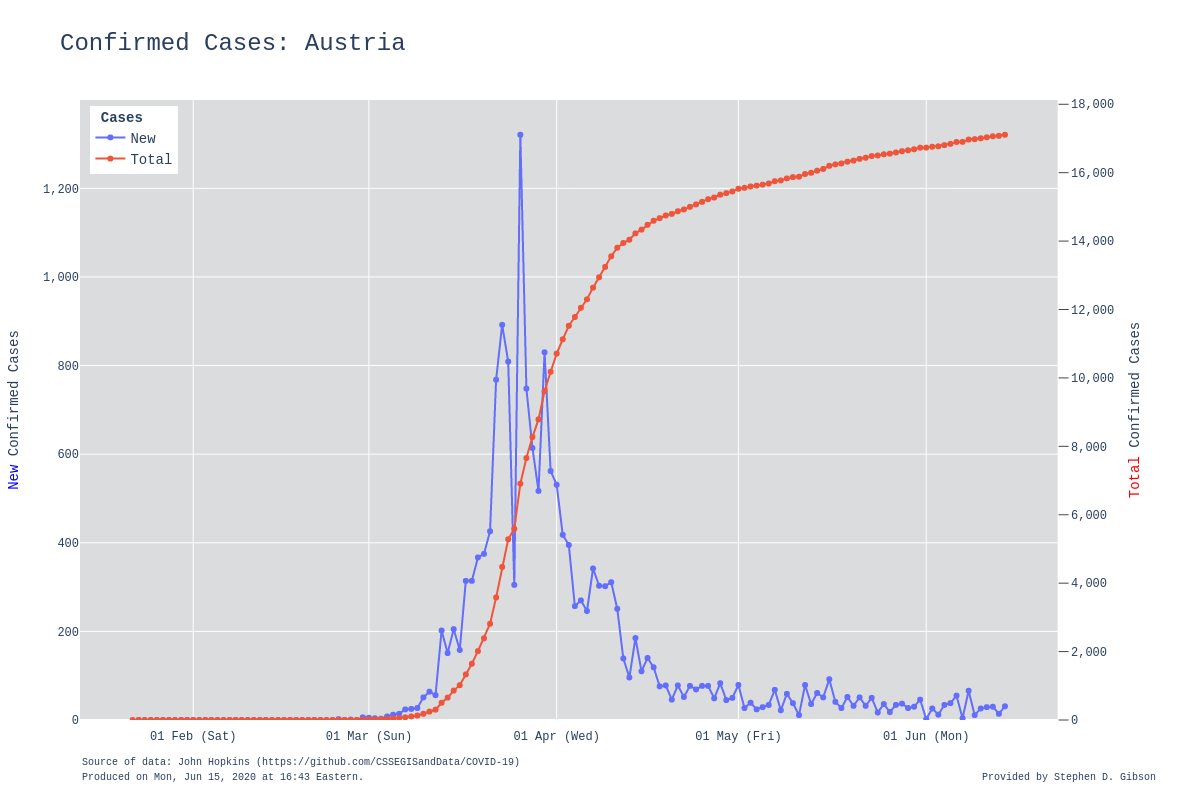 Confirmed Cases: Austria
Cases
New
Total
1,200
1,000
800
600
400
200
0
New Confirmed Cases
18,000
16,000
14,000
12,000
10,000
8,000
6,000
4,000
2,000
0
Total Confirmed Cases
01 Feb (Sat)
01 Mar (Sun)
01 Apr (Wed)
01 May (Fri)
01 Jun (Mon)
Source of data: John Hopkins (https://github.com/CSSEGISandData/COVID-19)
Produced on Mon, Jun 15, 2020 at 16:43 Eastern.
Provided by Stephen D. Gibson